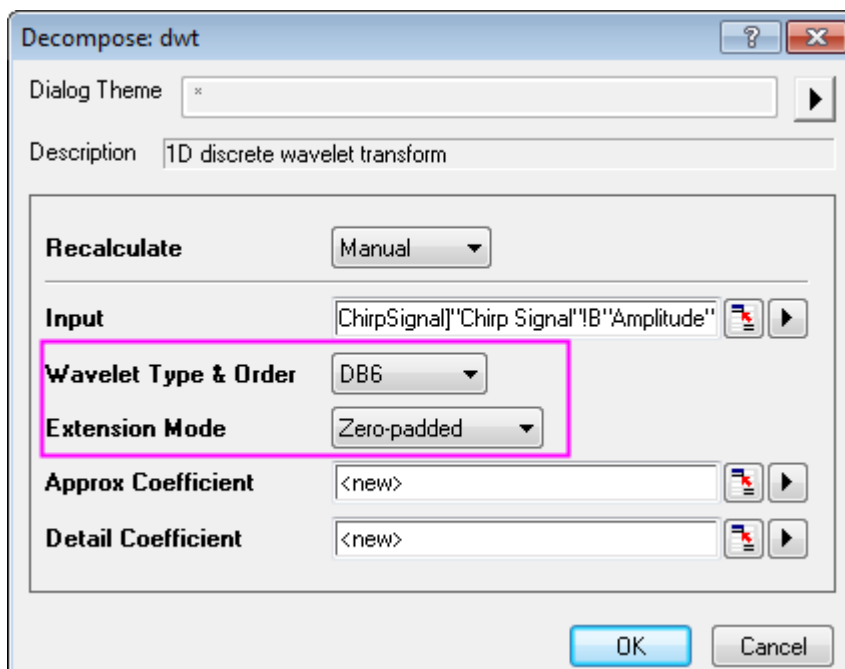 Decompose: dwt
?
Dialog Theme *
Description 1D discrete wavelet transform
Recalculate Manual
Input ChirpSignal]"Chirp Signal"!B"Amplitude"
Wavelet Type & Order DB6
Extension Mode Zero-padded
Approx Coefficient <new>
Detail Coefficient <new>
OK Cancel